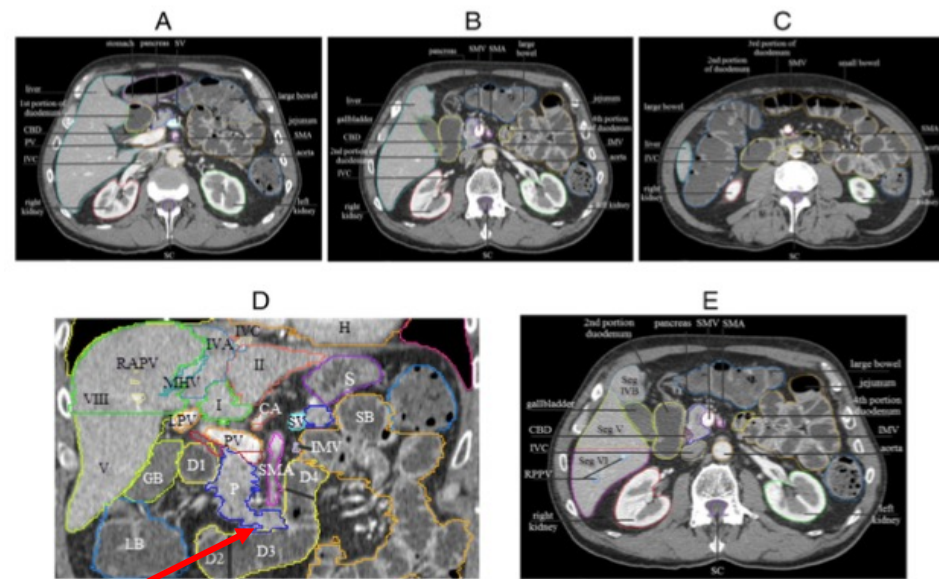 A
stomach pancreas SV
liver
1st portion of
duodenum
CBD
PV
IVC
right
kidney
large bowel
jejunum
SMA
aorta
left
kidney
SC
B
pancreas SMV SMA large
bowel
liver
gallbladder
CBD
2nd portion of
duodenum
IVC
right
kidney
jejunum
4th portion
of duodenum
IMV
aorta
left
kidney
SC
C
3rd portion of
duodenum
2nd portion
of duodenum
SMV
small bowel
large bowel
liver
IVC
right
kidney
SMA
aorta
left
kidney
SC
D
IVC H
IVA
RAPV II
MHV S
VIII I
LPV CA SV SB
PV IMV
V SMA
GB D1 D4
P
LB D2 D3
E
2nd portion
duodenum
pancreas SMV SMA
Seg
IVB
gallbladder
Seg V
CBD
IVC
Seg VI
RPPV
right
kidney
large bowel
jejunum
4th portion
duodenum
IMV
aorta
left
kidney
SC